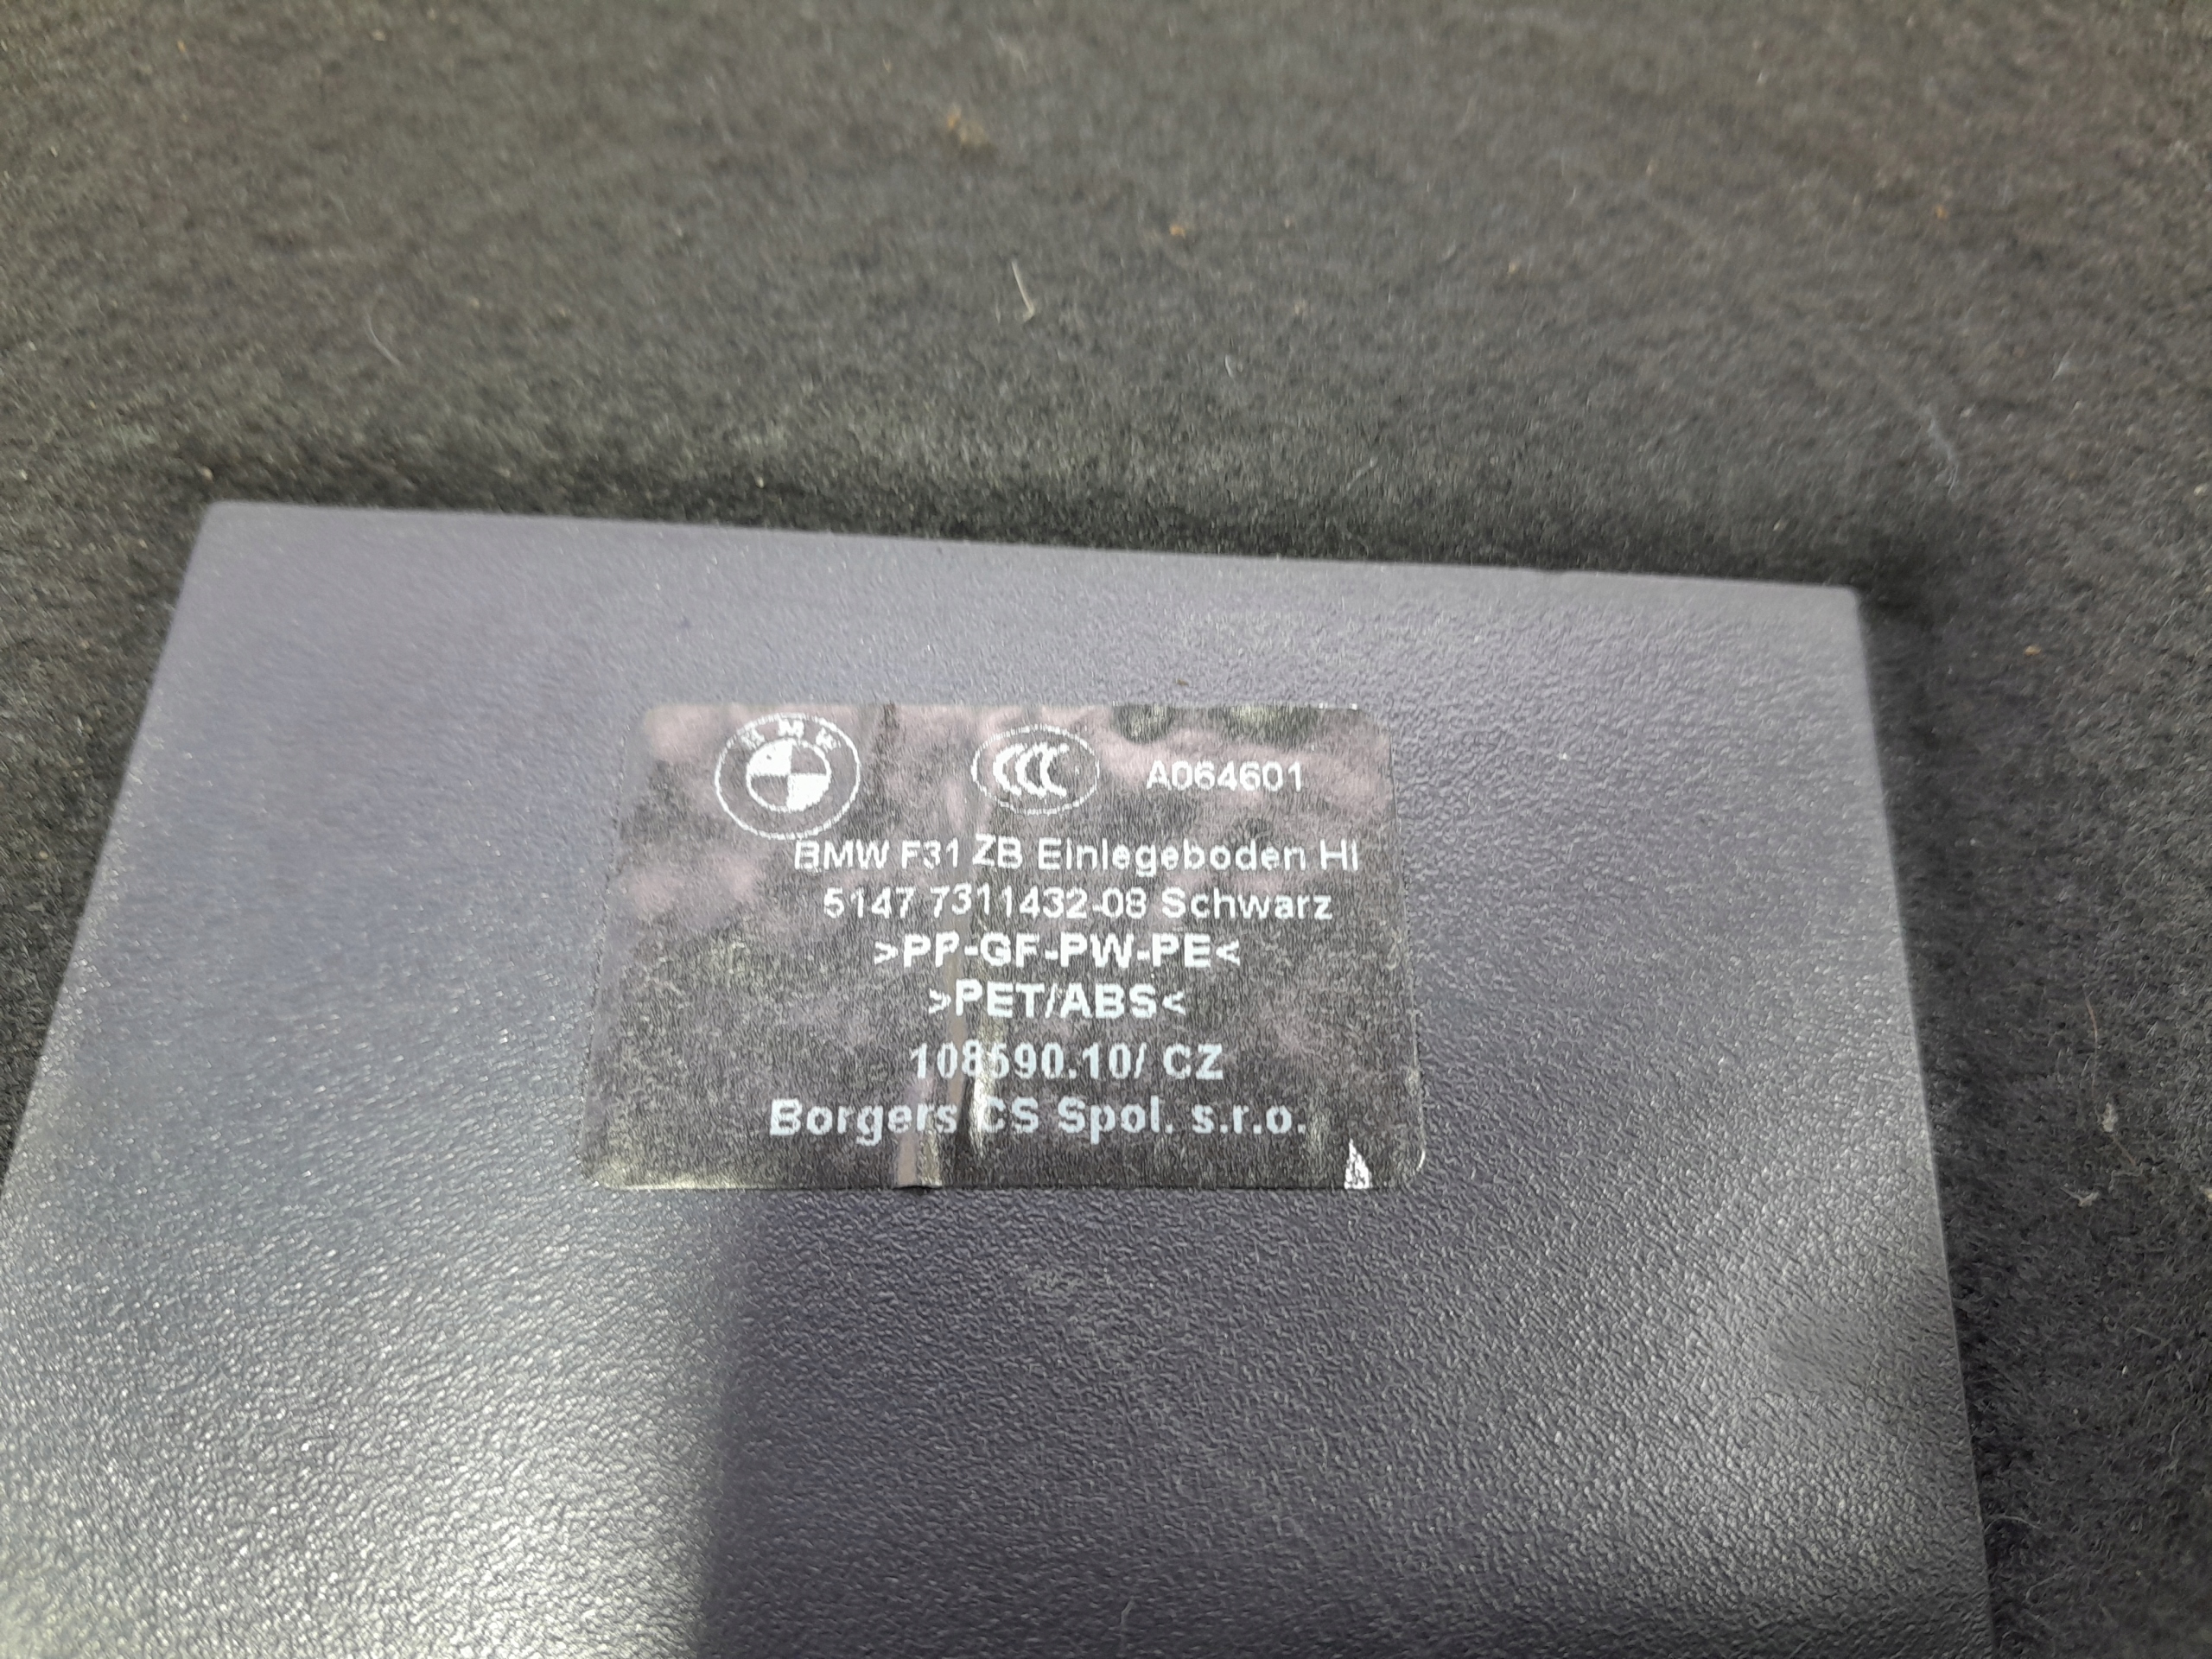 BMW
CCC A064601
BMW F31 ZB Einlegeboden HI
5147 7311432-08 Schwarz
>PP-GF-PW-PE<
>PET/ABS<
108590.10/ CZ
Borgers CS Spol. s.r.o.